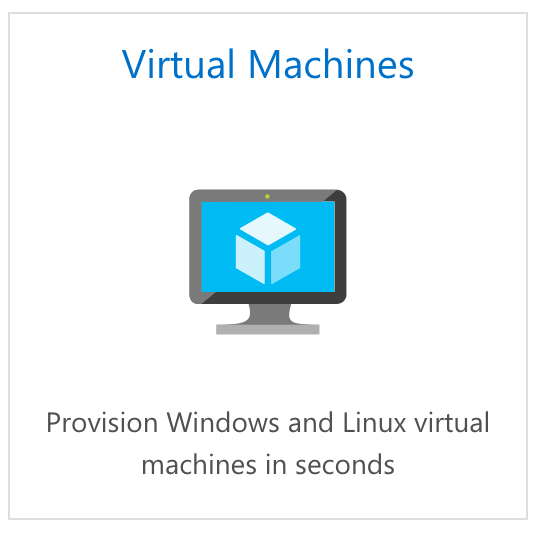 Virtual Machines
Provision Windows and Linux virtual
machines in seconds